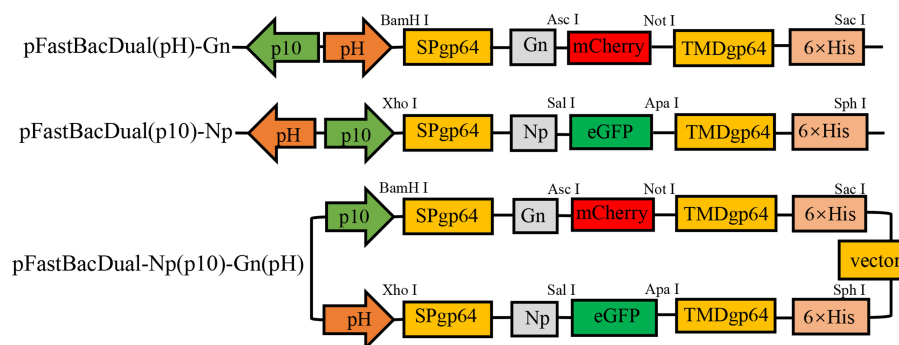 BamH I Asc I Not I Sac I
pFastBacDual(pH)-Gn p10 pH SPgp64 Gn mCherry TMDgp64 6×His
Xho I Sal I Apa I Sph I
pFastBacDual(p10)-Np pH p10 SPgp64 Np eGFP TMDgp64 6×His
BamH I Asc I Not I Sac I
p10 SPgp64 Gn mCherry TMDgp64 6×His
pFastBacDual-Np(p10)-Gn(pH) vector
Xho I Sal I Apa I Sph I
pH SPgp64 Np eGFP TMDgp64 6×His